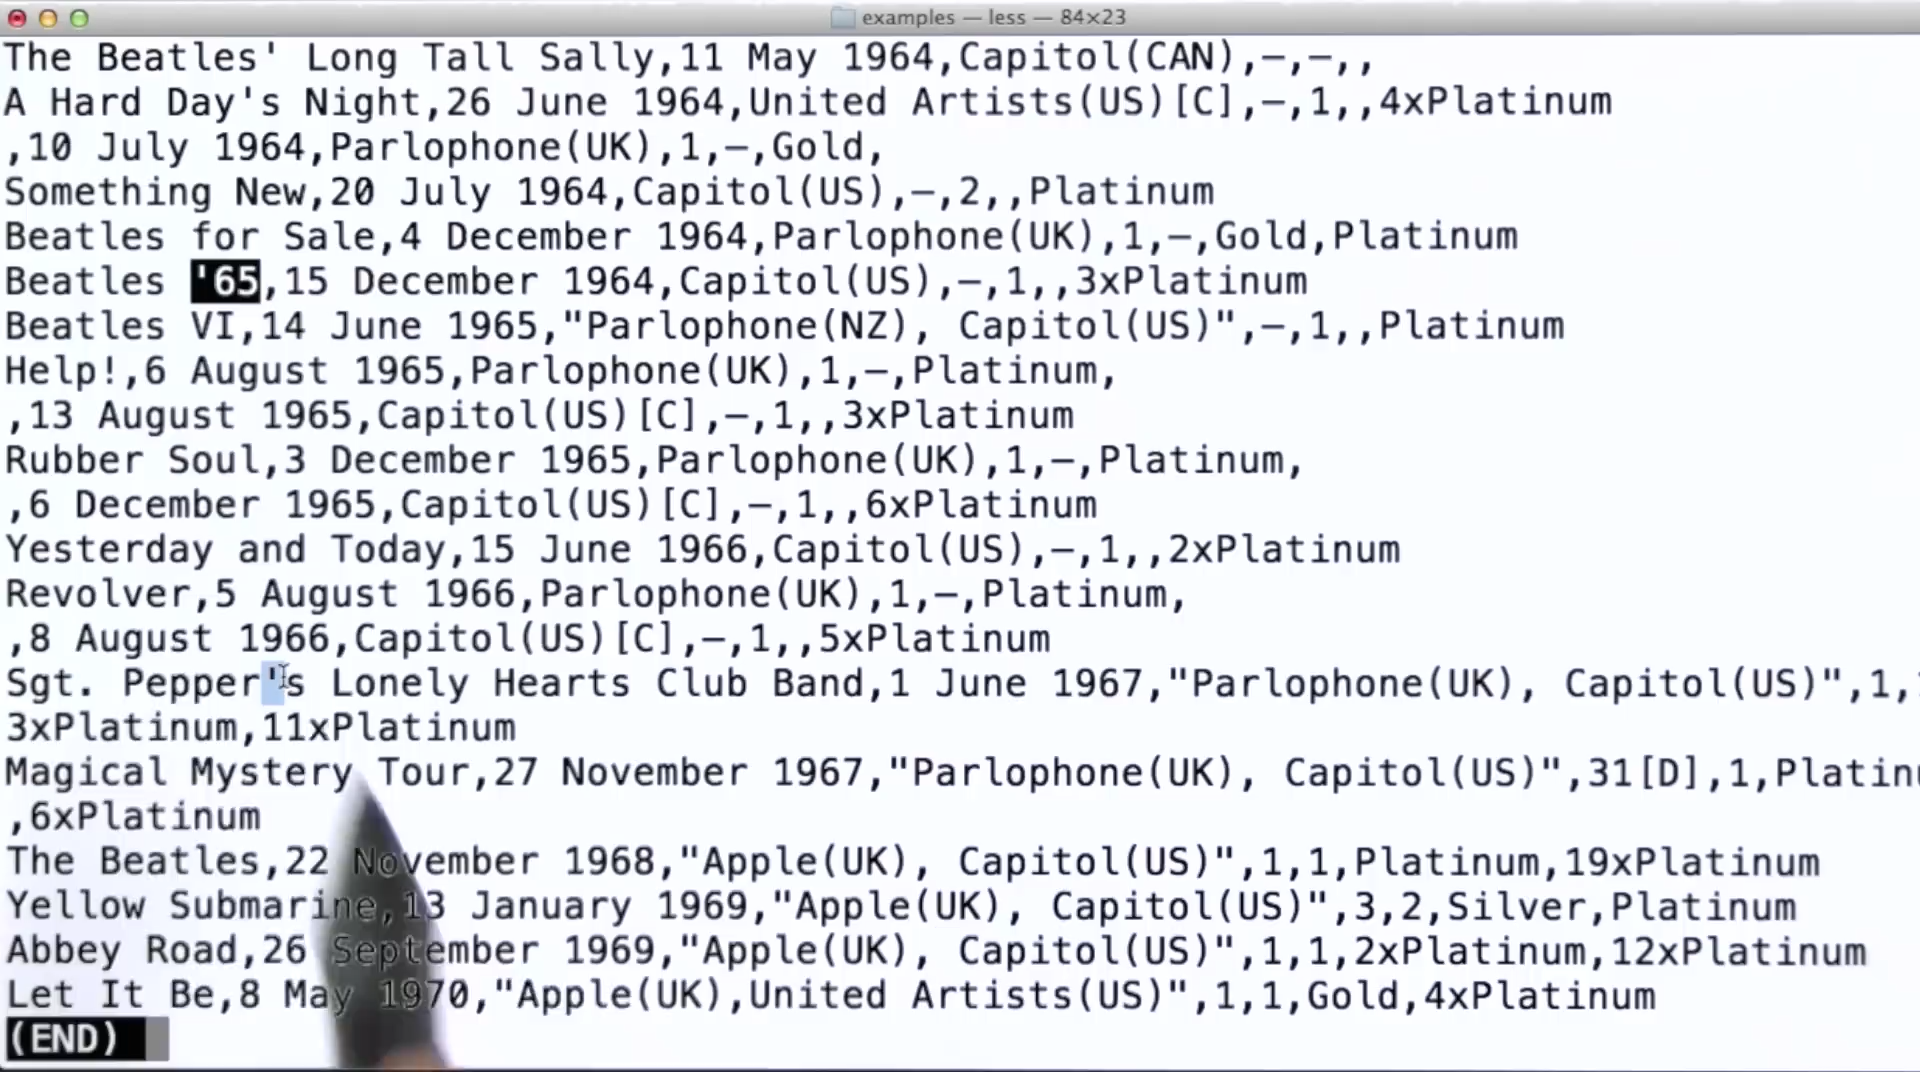 examples — less — 84×23
The Beatles' Long Tall Sally,11 May 1964,Capitol(CAN),—,—,,
A Hard Day's Night,26 June 1964,United Artists(US)[C],—,1,,4xPlatinum
,10 July 1964,Parlophone(UK),1,—,Gold,
Something New,20 July 1964,Capitol(US),—,2,,Platinum
Beatles for Sale,4 December 1964,Parlophone(UK),1,—,Gold,Platinum
Beatles '65,15 December 1964,Capitol(US),—,1,,3xPlatinum
Beatles VI,14 June 1965,"Parlophone(NZ), Capitol(US)",—,1,,Platinum
Help!,6 August 1965,Parlophone(UK),1,—,Platinum,
,13 August 1965,Capitol(US)[C],—,1,,3xPlatinum
Rubber Soul,3 December 1965,Parlophone(UK),1,—,Platinum,
,6 December 1965,Capitol(US)[C],—,1,,6xPlatinum
Yesterday and Today,15 June 1966,Capitol(US),—,1,,2xPlatinum
Revolver,5 August 1966,Parlophone(UK),1,—,Platinum,
,8 August 1966,Capitol(US)[C],—,1,,5xPlatinum
Sgt. Pepper's Lonely Hearts Club Band,1 June 1967,"Parlophone(UK), Capitol(US)",1,
3xPlatinum,11xPlatinum
Magical Mystery Tour,27 November 1967,"Parlophone(UK), Capitol(US)",31[D],1,Platin
,6xPlatinum
The Beatles,22 November 1968,"Apple(UK), Capitol(US)",1,1,Platinum,19xPlatinum
Yellow Submarine,13 January 1969,"Apple(UK), Capitol(US)",3,2,Silver,Platinum
Abbey Road,26 September 1969,"Apple(UK), Capitol(US)",1,1,2xPlatinum,12xPlatinum
Let It Be,8 May 1970,"Apple(UK),United Artists(US)",1,1,Gold,4xPlatinum
(END)